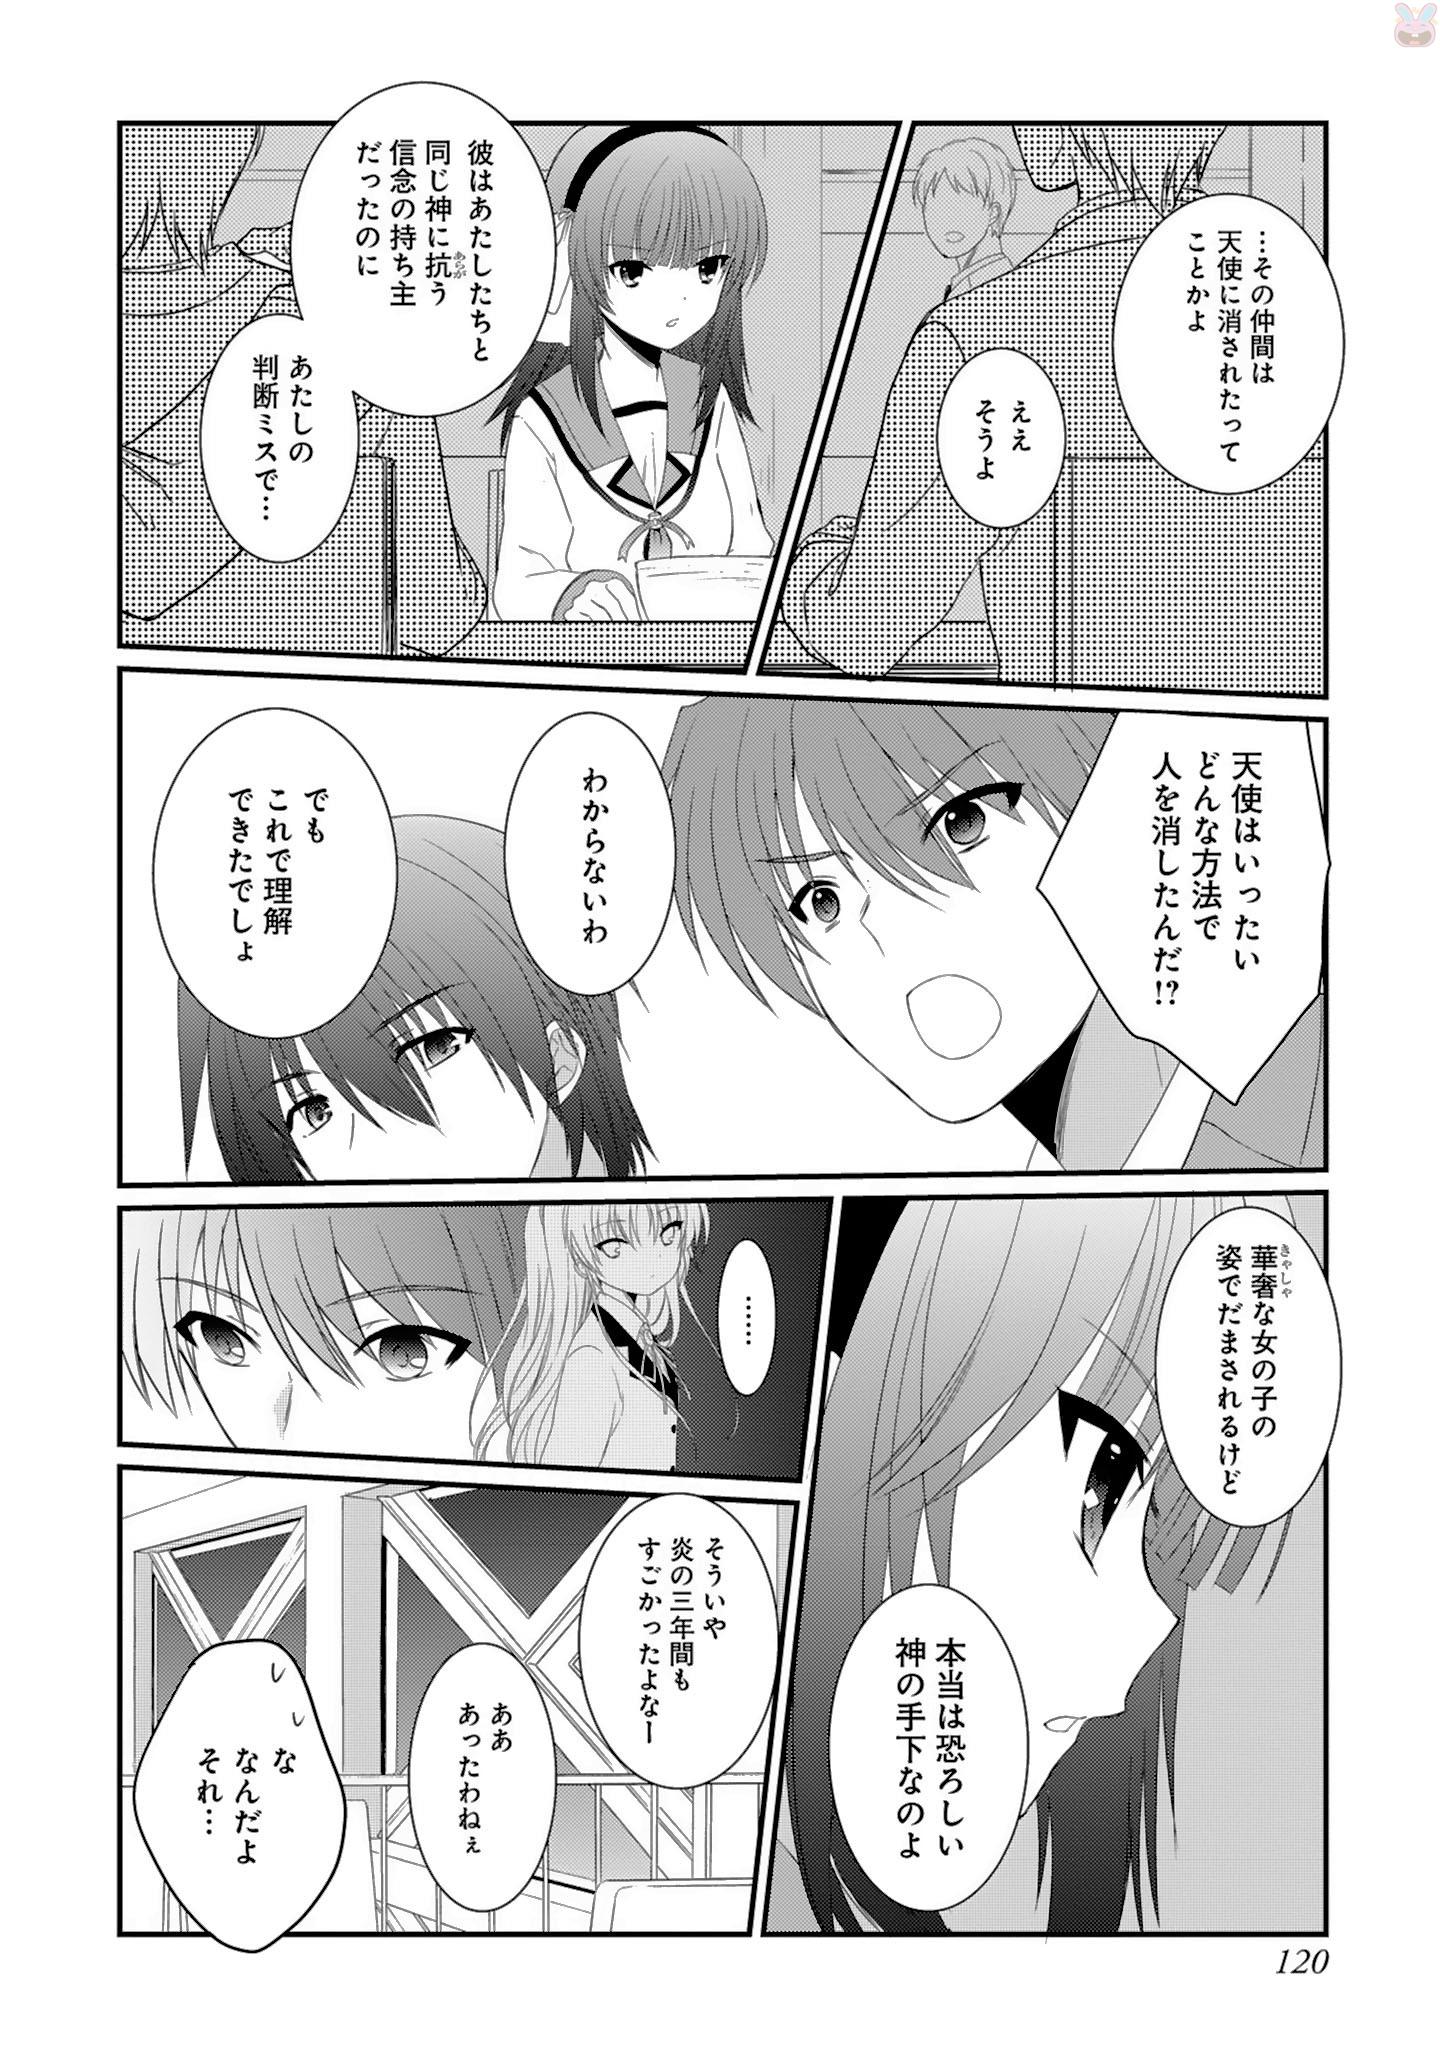 …その仲間は
天使に消されたって
ことかよ
ええ
そうよ
彼はあたしたちと
同じ神に抗う
あらが
信念の持ち主
だったのに
あたしの
判断ミスで…
天使はいったい
どんな方法で
人を消したんだ!?
わからないわ
でも
これで理解
できたでしょ
華奢な女の子の
きゃしゃ
姿でだまされるけど
本当は恐ろしい
神の手下なのよ
……
そういや
炎の三年間も
すごかったよなー
ああ
あったわねぇ
な
なんだよ
それ…
120